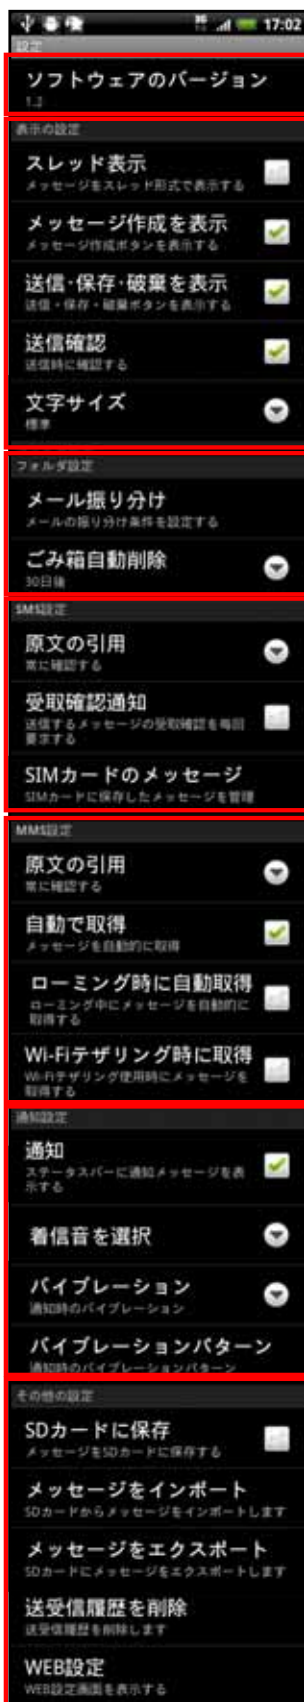 17:02
設定
ソフトウェアのバージョン
1.2
表示の設定
スレッド表示
メッセージをスレッド形式で表示する
メッセージ作成を表示
メッセージ作成ボタンを表示する
送信・保存・破棄を表示
送信・保存・破棄ボタンを表示する
送信確認
送信時に確認する
文字サイズ
標準
フォルダ設定
メール振り分け
メールの振り分け条件を設定する
ごみ箱自動削除
30日後
SMS設定
原文の引用
常に確認する
受取確認通知
送信するメッセージの受取確認を毎回
要求する
SIMカードのメッセージ
SIMカードに保存したメッセージを管理
MMS設定
原文の引用
常に確認する
自動で取得
メッセージを自動的に取得
ローミング時に自動取得
ローミング中にメッセージを自動的に
取得する
Wi-Fiテザリング時に取得
Wi-Fiテザリング使用時にメッセージを
取得する
通知設定
通知
ステータスバーに通知メッセージを表
示する
着信音を選択
バイブレーション
通知時のバイブレーション
バイブレーションパターン
通知時のバイブレーションパターン
その他の設定
SDカードに保存
メッセージをSDカードに保存する
メッセージをインポート
SDカードからメッセージをインポートします
メッセージをエクスポート
SDカードにメッセージをエクスポートします
送受信履歴を削除
送受信履歴を削除します
WEB設定
WEB設定画面を表示する